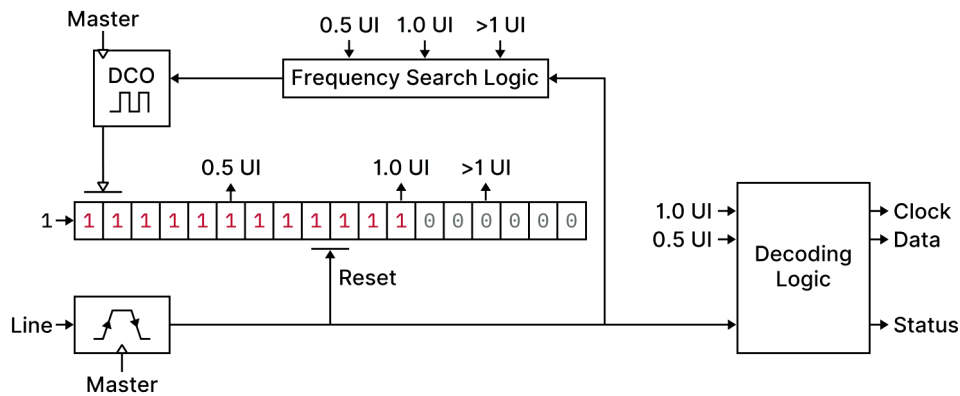 Master
0.5 UI 1.0 UI >1 UI
DCO
Frequency Search Logic
0.5 UI 1.0 UI >1 UI
1 1 1 1 1 1 1 1 1 1 1 1 1 0 0 0 0 0 0
Reset
1.0 UI
0.5 UI
Decoding
Logic
Clock
Data
Status
Line
Master